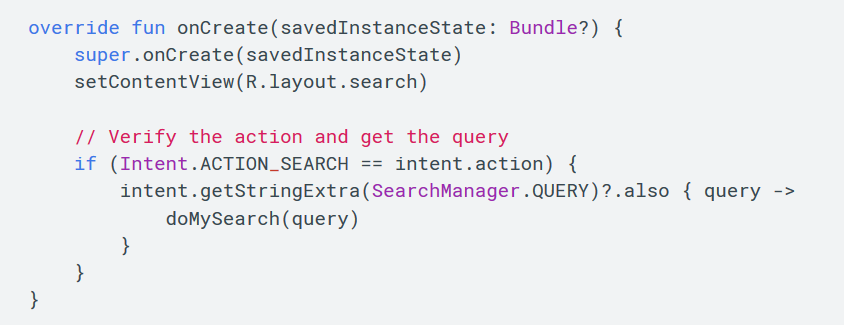 override fun onCreate(savedInstanceState: Bundle?) {
    super.onCreate(savedInstanceState)
    setContentView(R.layout.search)

    // Verify the action and get the query
    if (Intent.ACTION_SEARCH == intent.action) {
        intent.getStringExtra(SearchManager.QUERY)?.also { query ->
            doMySearch(query)
        }
    }
}